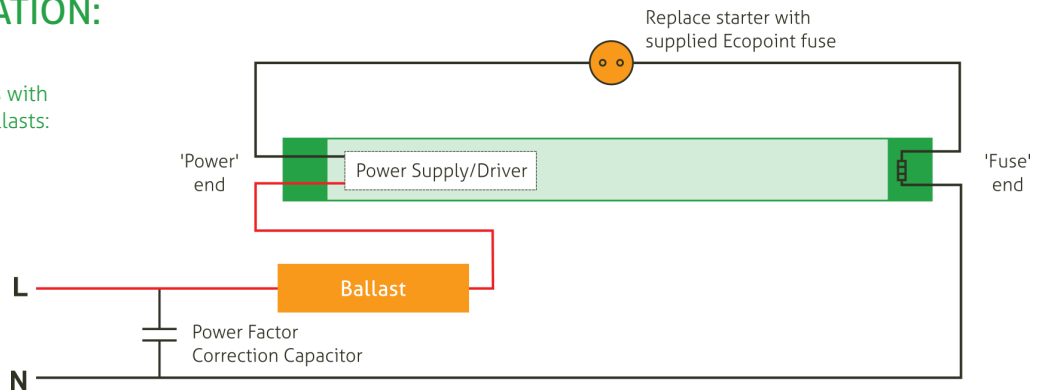 ATION:
with
llasts:
Replace starter with
supplied Ecopoint fuse
'Power'
end
Power Supply/Driver
'Fuse'
end
L
Ballast
Power Factor
Correction Capacitor
N